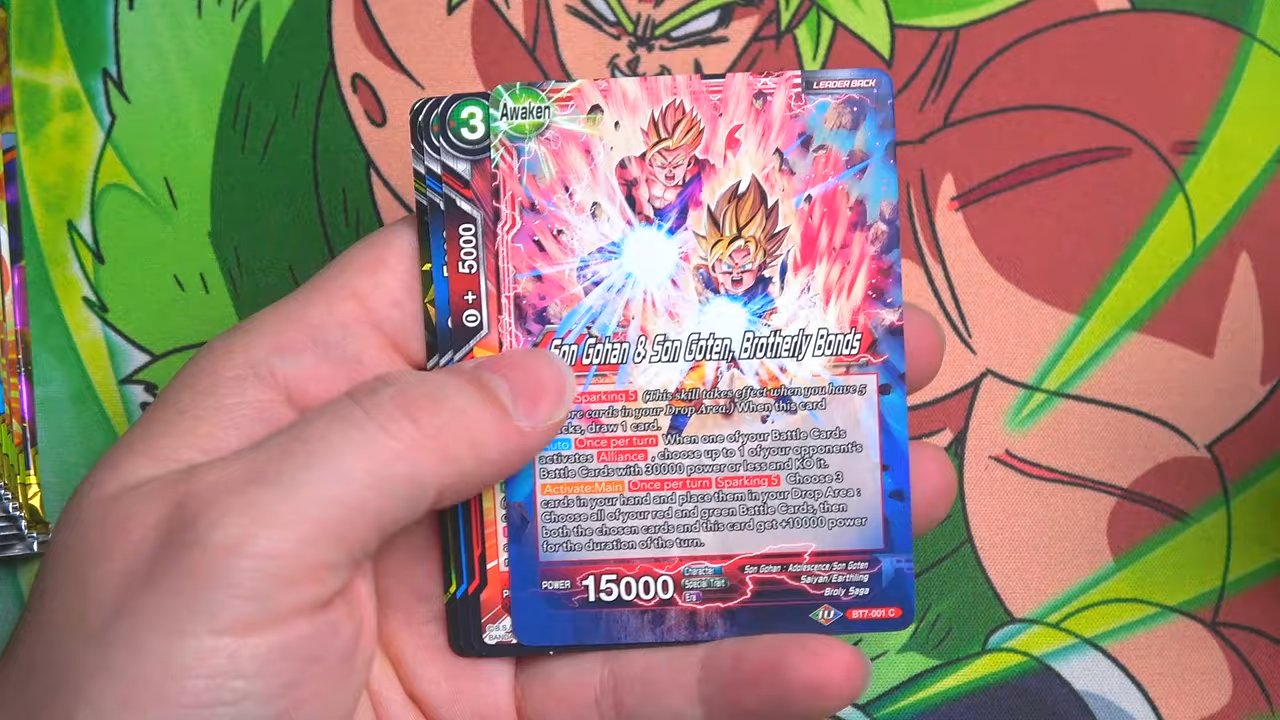 LEADER BACK
Awaken
3
0 + 5000
Son Gohan & Son Goten, Brotherly Bonds
Sparking 5 (This skill takes effect when you have 5
cards in your Drop Area.) When this card
, draw 1 card.
Auto Once per turn When one of your Battle Cards
activates Alliance, choose up to 1 of your opponent's
Battle Cards with 30000 power or less and KO it.
Activate:Main Once per turn Sparking 5 Choose 3
cards in your hand and place them in your Drop Area :
Choose all of your red and green Battle Cards, then
both the chosen cards and this card get +10000 power
for the duration of the turn.
POWER 15000
Character Son Gohan : Adolescence/Son Goten
Special Trait Saiyan/Earthling
Era Broly Saga
BT7-001 C